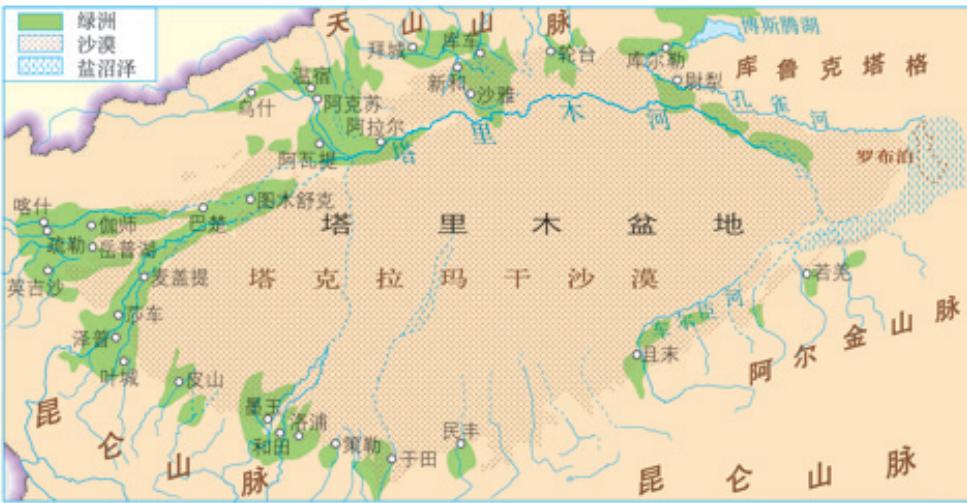 绿洲
沙漠
盐沼泽
天山山脉
博斯腾湖
拜城
库车
轮台
库尔勒
库鲁克塔格
温宿
新和
尉犁
乌什
阿克苏
沙雅
孔雀河
阿拉尔
塔里木河
阿瓦提
罗布泊
图木舒克
喀什
巴楚
伽师
塔里木盆地
疏勒
岳普湖
麦盖提
塔克拉玛干沙漠
若羌
英吉沙
莎车
车尔臣河
泽普
阿尔金山脉
且末
叶城
皮山
墨玉
洛浦
和田
策勒
民丰
于田
昆仑山脉
昆仑山脉